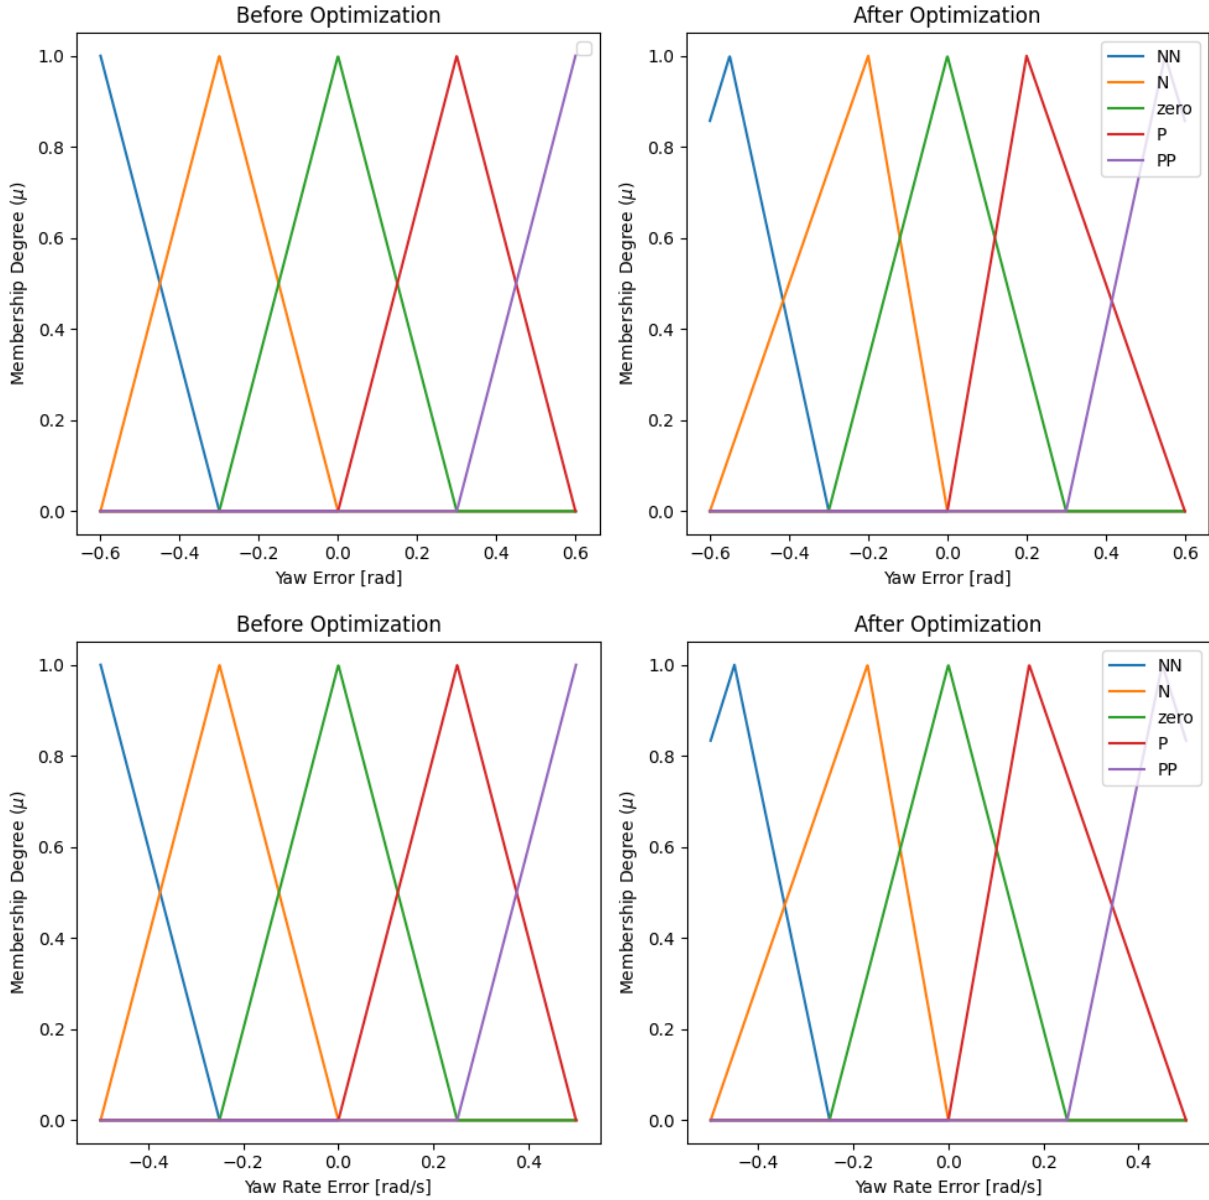 Before Optimization
1.0
0.8
0.6
0.4
0.2
0.0
Membership Degree (μ)
−0.6 −0.4 −0.2 0.0 0.2 0.4 0.6
Yaw Error [rad]
After Optimization
1.0
0.8
0.6
0.4
0.2
0.0
Membership Degree (μ)
NN
N
zero
P
PP
−0.6 −0.4 −0.2 0.0 0.2 0.4 0.6
Yaw Error [rad]
Before Optimization
1.0
0.8
0.6
0.4
0.2
0.0
Membership Degree (μ)
−0.4 −0.2 0.0 0.2 0.4
Yaw Rate Error [rad/s]
After Optimization
1.0
0.8
0.6
0.4
0.2
0.0
Membership Degree (μ)
NN
N
zero
P
PP
−0.4 −0.2 0.0 0.2 0.4
Yaw Rate Error [rad/s]